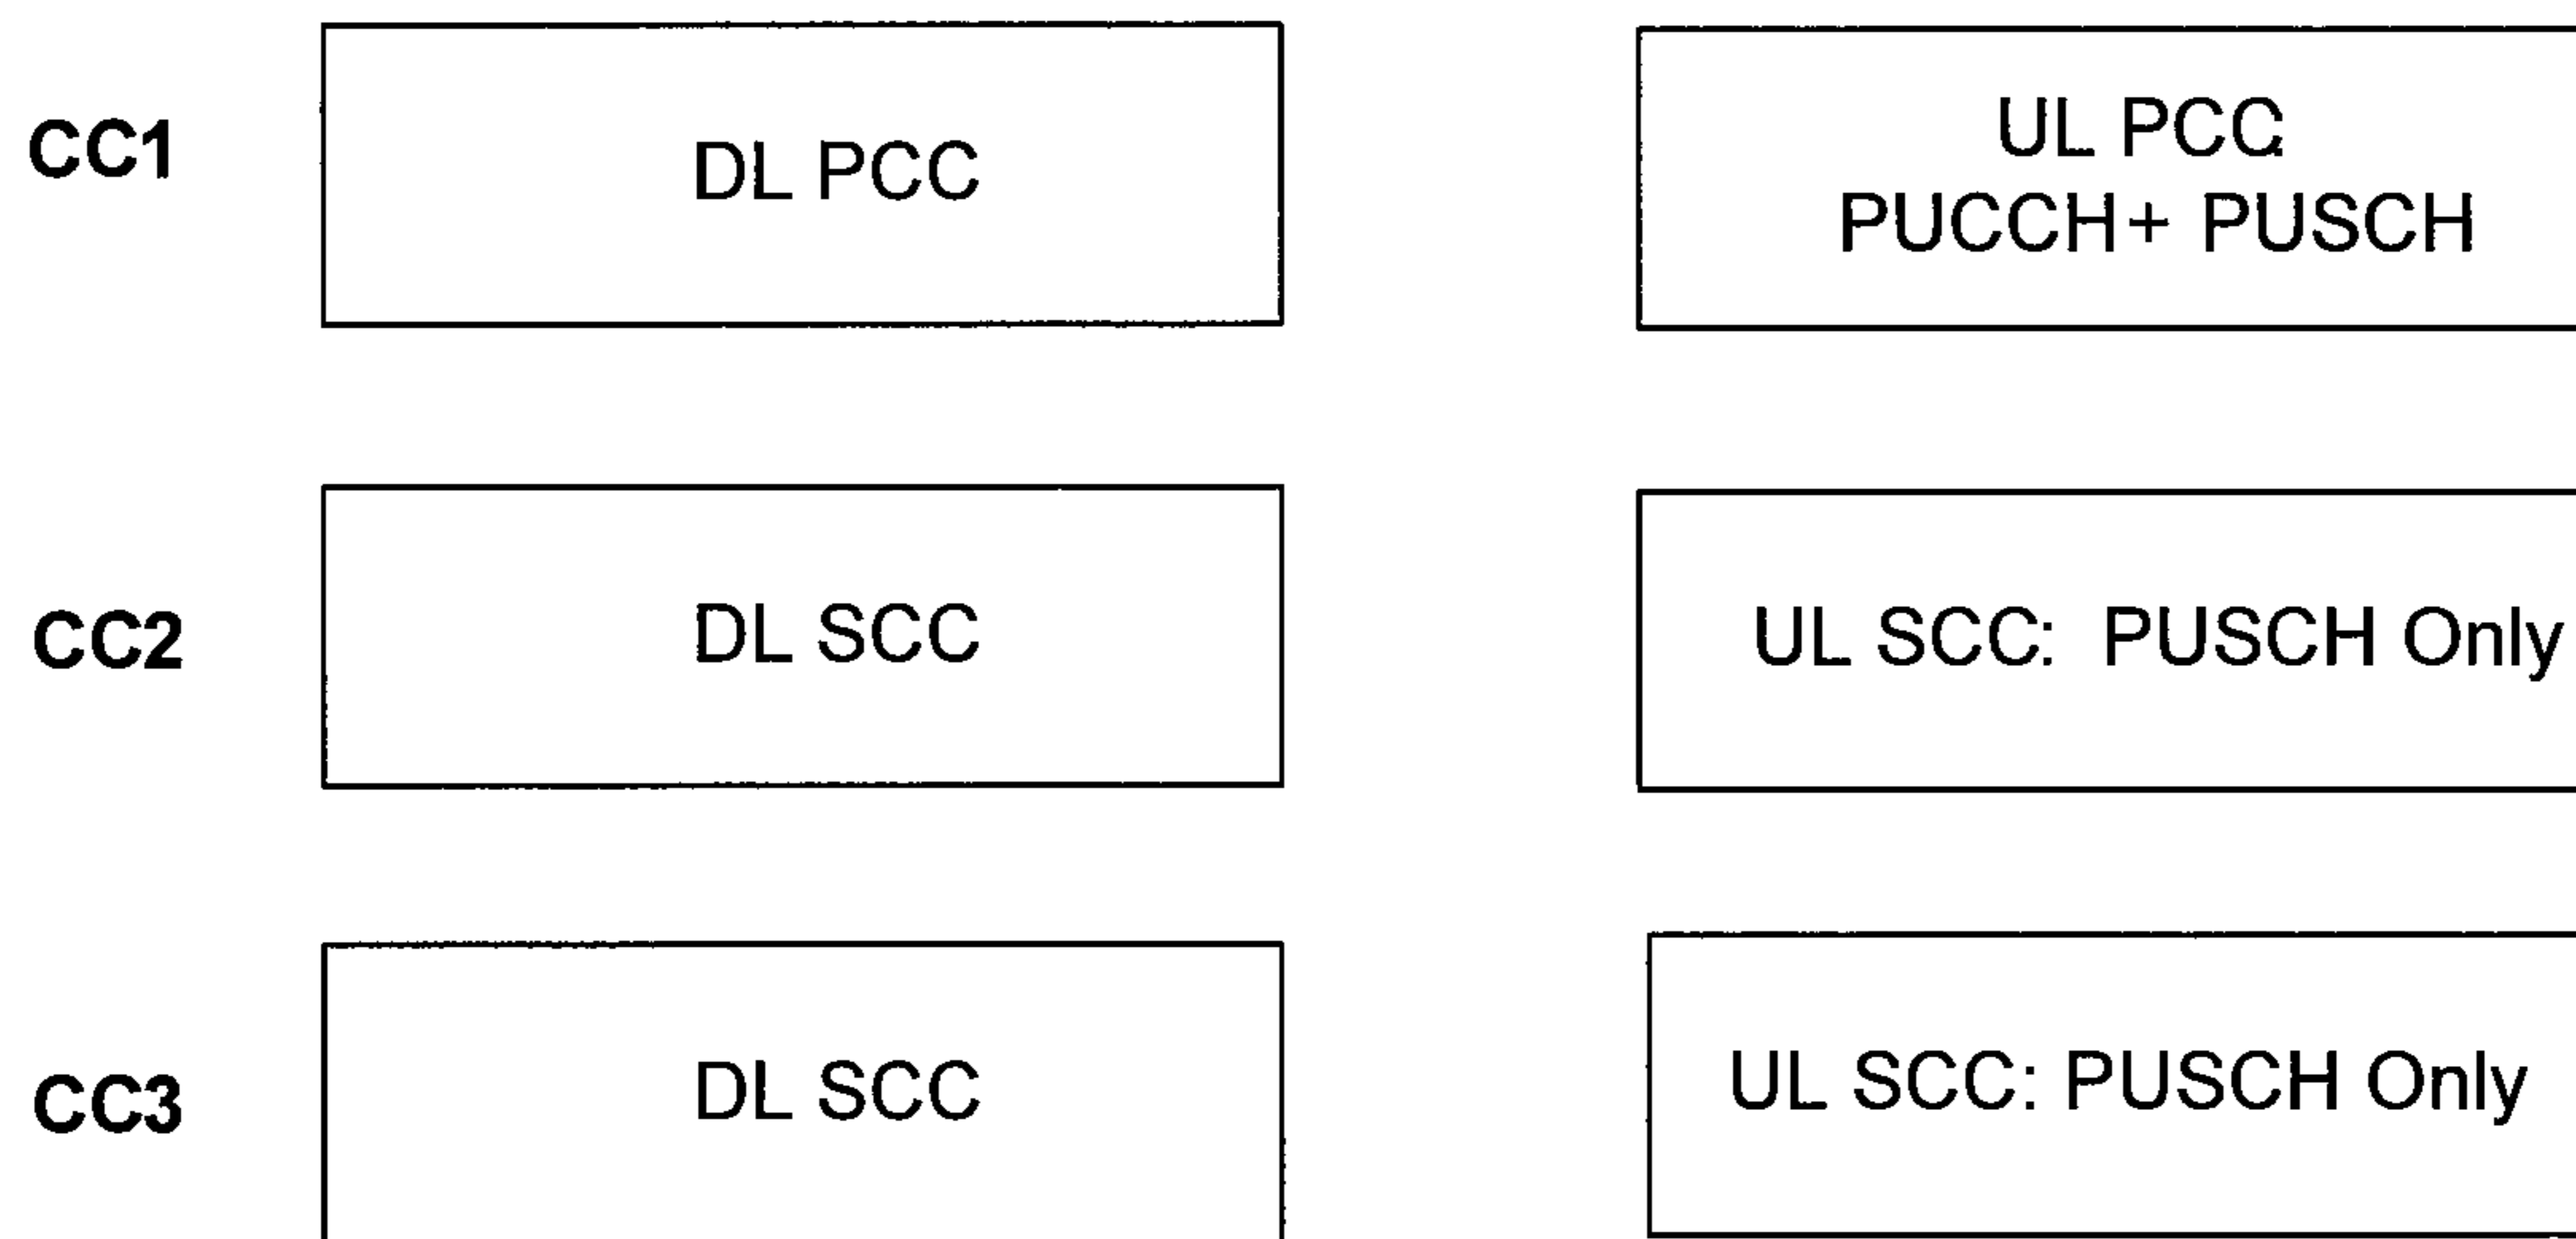 CC1
DL PCC
UL PCC
PUCCH+ PUSCH
CC2
DL SCC
UL SCC: PUSCH Only
CC3
DL SCC
UL SCC: PUSCH Only